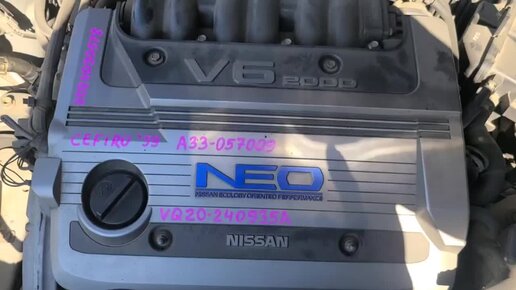 V6 2000
CEFIRO '99 A33-057009
NEO
NISSAN ECOLOGY ORIENTED PERFORMANCE
VQ20-240935A
NISSAN